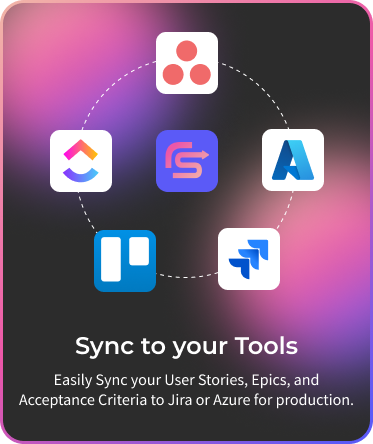 Sync to your Tools
Easily Sync your User Stories, Epics, and
Acceptance Criteria to Jira or Azure for production.